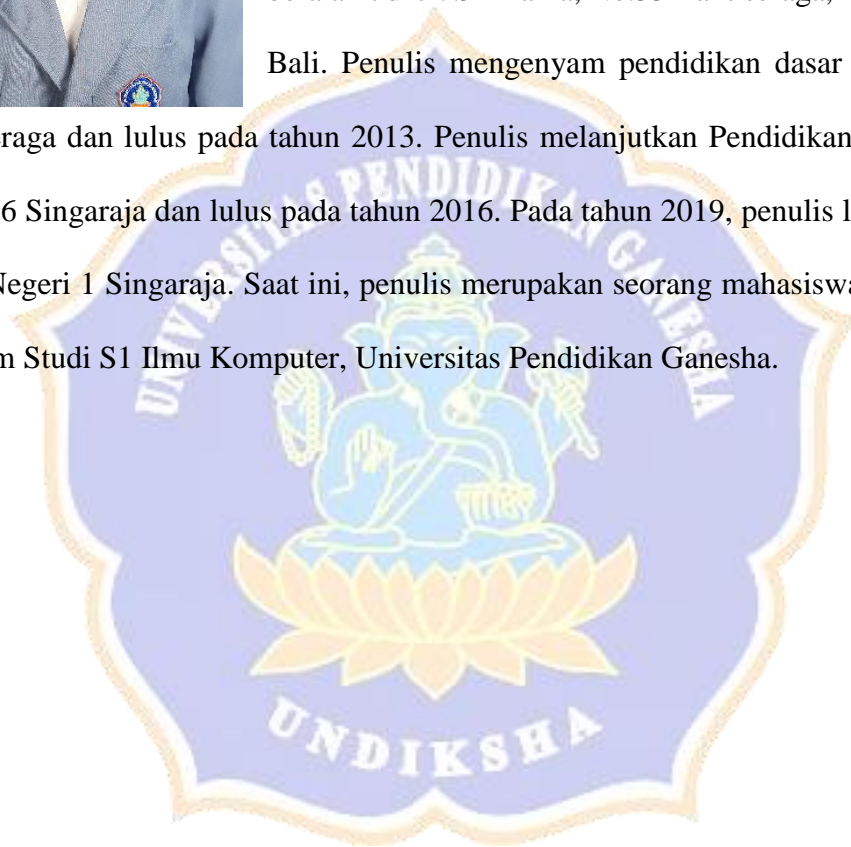 Bali. Penulis mengenyam pendidikan dasar
raga dan lulus pada tahun 2013. Penulis melanjutkan Pendidikan
6 Singaraja dan lulus pada tahun 2016. Pada tahun 2019, penulis l
Negeri 1 Singaraja. Saat ini, penulis merupakan seorang mahasiswa
m Studi S1 Ilmu Komputer, Universitas Pendidikan Ganesha.
UNIVERSITAS PENDIDIKAN GANESHA
UNDIKSHA